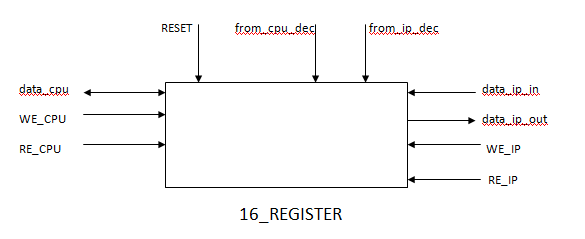 RESET from_cpu_dec from_ip_dec
data_cpu data_ip_in
WE_CPU data_ip_out
RE_CPU WE_IP
RE_IP
16_REGISTER